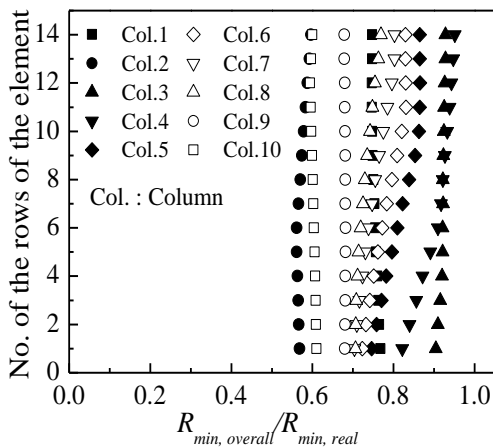 No. of the rows of the element
14
12
10
8
6
4
2
0
Col.1 Col.6
Col.2 Col.7
Col.3 Col.8
Col.4 Col.9
Col.5 Col.10
Col. : Column
0.0 0.2 0.4 0.6 0.8 1.0
R_min, overall/R_min, real